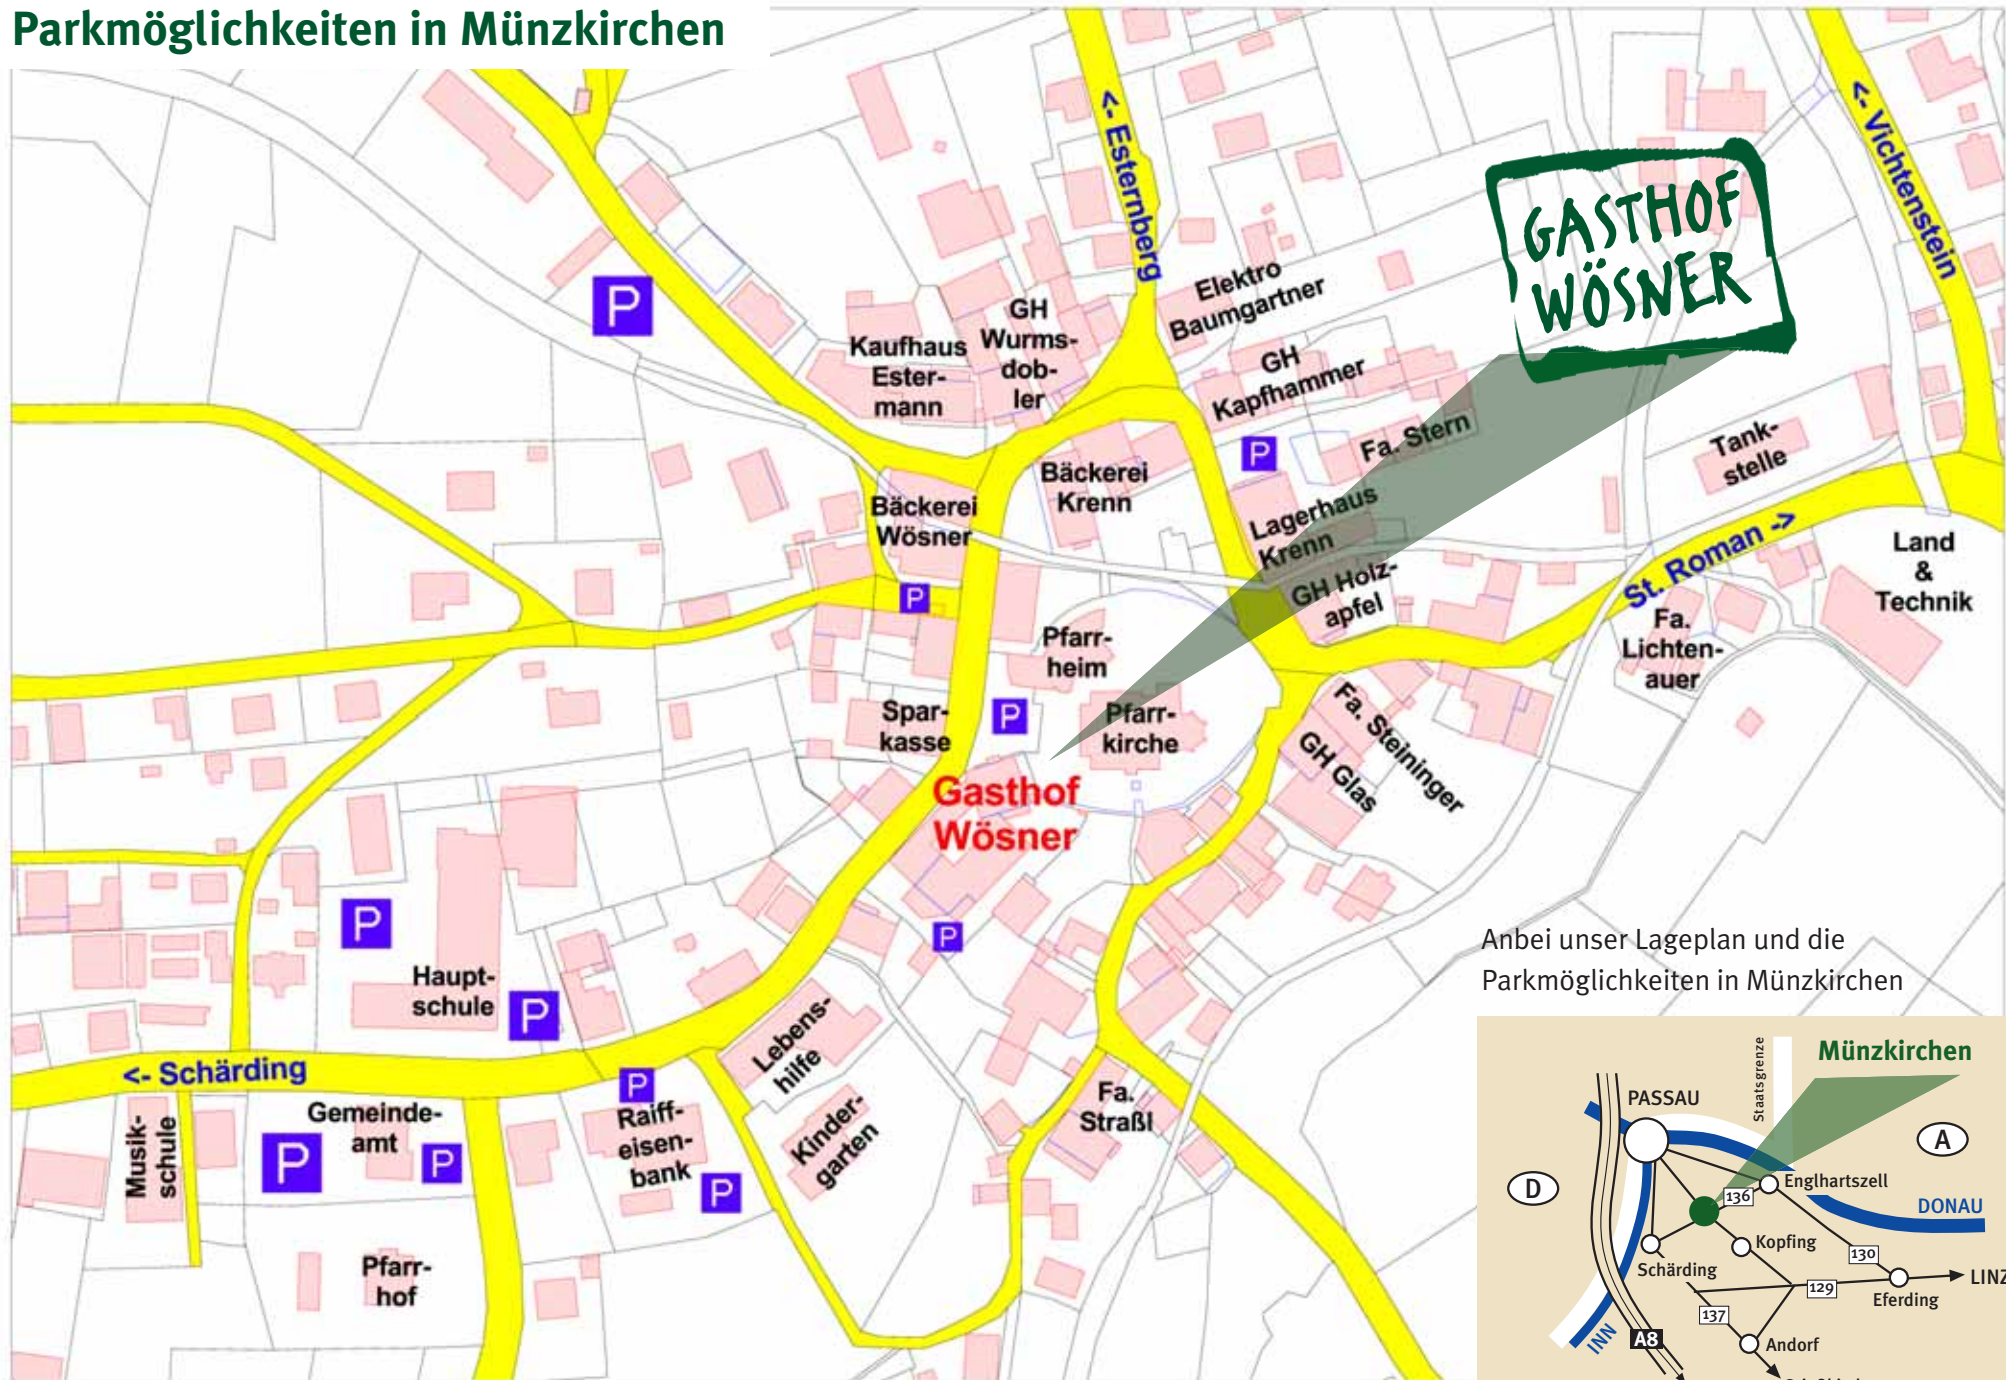 Parkmöglichkeiten in Münzkirchen
<- Esternberg
<- Vichtenstein
GASTHOF
WÖSNER
P
Elektro
Baumgartner
GH
Wurms-
dob-
ler
Kaufhaus
Ester-
mann
GH
Kapfhammer
Fa. Stern
P
Tank-
stelle
Bäckerei
Krenn
Bäckerei
Wösner
Lagerhaus
Krenn
St. Roman ->
Land
&
Technik
GH Holz-
apfel
P
Pfarr-
heim
Fa.
Lichten-
auer
Spar-
kasse
P
Pfarr-
kirche
Fa. Steininger
GH Glas
Gasthof
Wösner
P
P
Haupt-
schule
P
Anbei unser Lageplan und die
Parkmöglichkeiten in Münzkirchen
<- Schärding
Lebens-
hilfe
P
Musik-
schule
Gemeinde-
amt
P
P
Raiff-
eisen-
bank
P
Kinder-
garten
Fa.
Straßl
Pfarr-
hof
Staatsgrenze
Münzkirchen
PASSAU
A
D
Englhartszell
136
DONAU
Kopfing
130
Schärding
LINZ
129
Eferding
137
INN
A8
Andorf